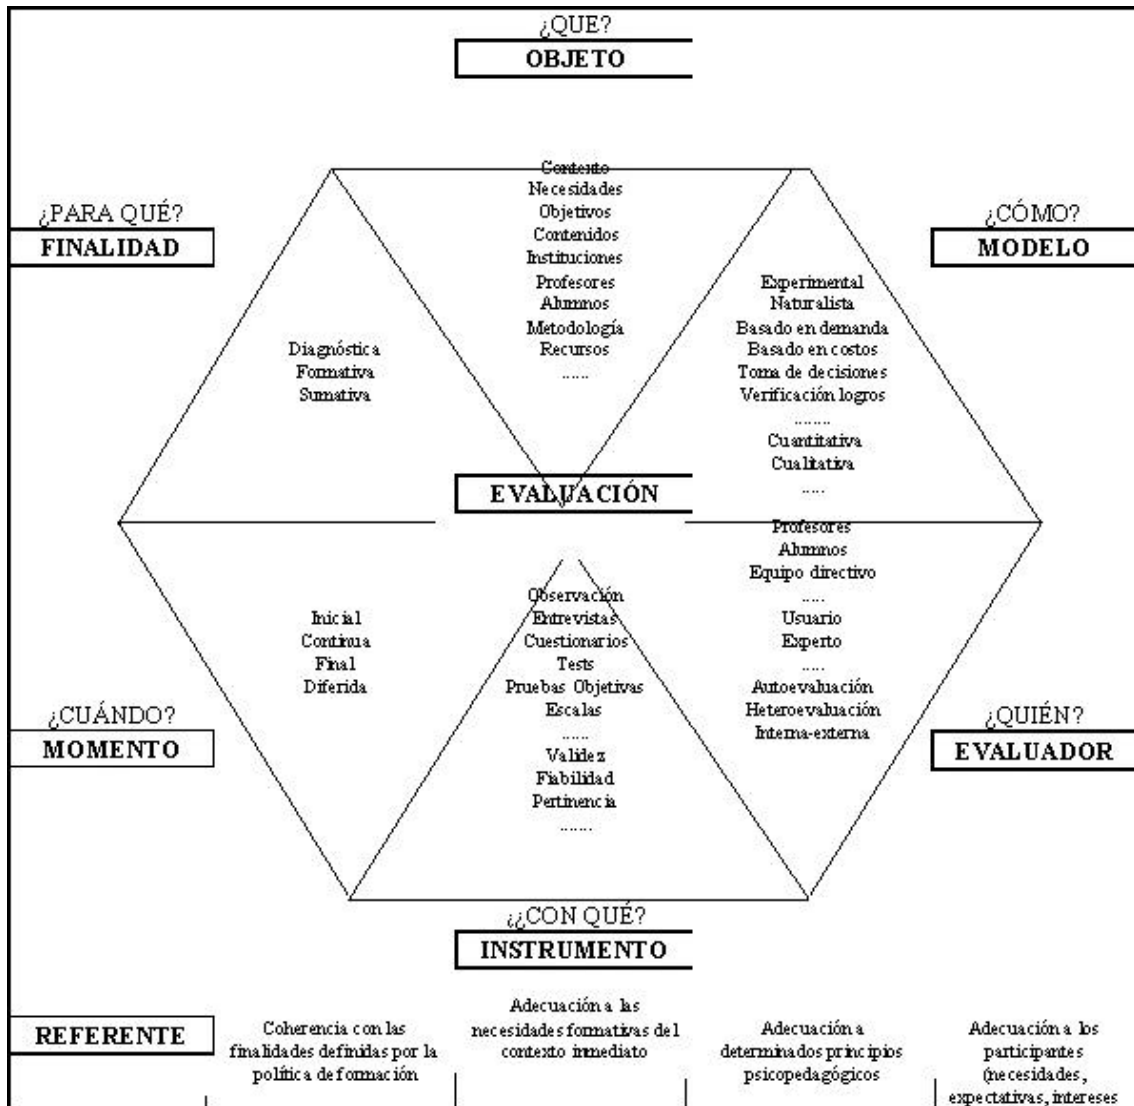 ¿QUE?
OBJETO
¿PARA QUÉ?
FINALIDAD
¿CÓMO?
MODELO
Contexto
Necesidades
Objetivos
Contenidos
Instituciones
Profesores
Alumnos
Metodología
Recursos
......
Diagnóstica
Formativa
Sumativa
Experimental
Naturalista
Basado en demanda
Basado en costos
Toma de decisiones
Verificación logros
........
Cuantitativa
Cualitativa
.....
EVALUACIÓN
Inicial
Continua
Final
Diferida
Observación
Entrevistas
Cuestionarios
Tests
Pruebas Objetivas
Escalas
......
Validez
Fiabilidad
Pertinencia
.......
Profesores
Alumnos
Equipo directivo
.....
Usuario
Experto
.....
Autoevaluación
Heteroevaluación
Interna-externa
¿CUÁNDO?
MOMENTO
¿QUIÉN?
EVALUADOR
¿¿CON QUÉ?
INSTRUMENTO
REFERENTE
Coherencia con las
finalidades definidas por la
política de formación
Adecuación a las
necesidades formativas del
contexto inmediato
Adecuación a
determinados principios
psicopedagógicos
Adecuación a los
participantes
(necesidades,
expectativas, intereses